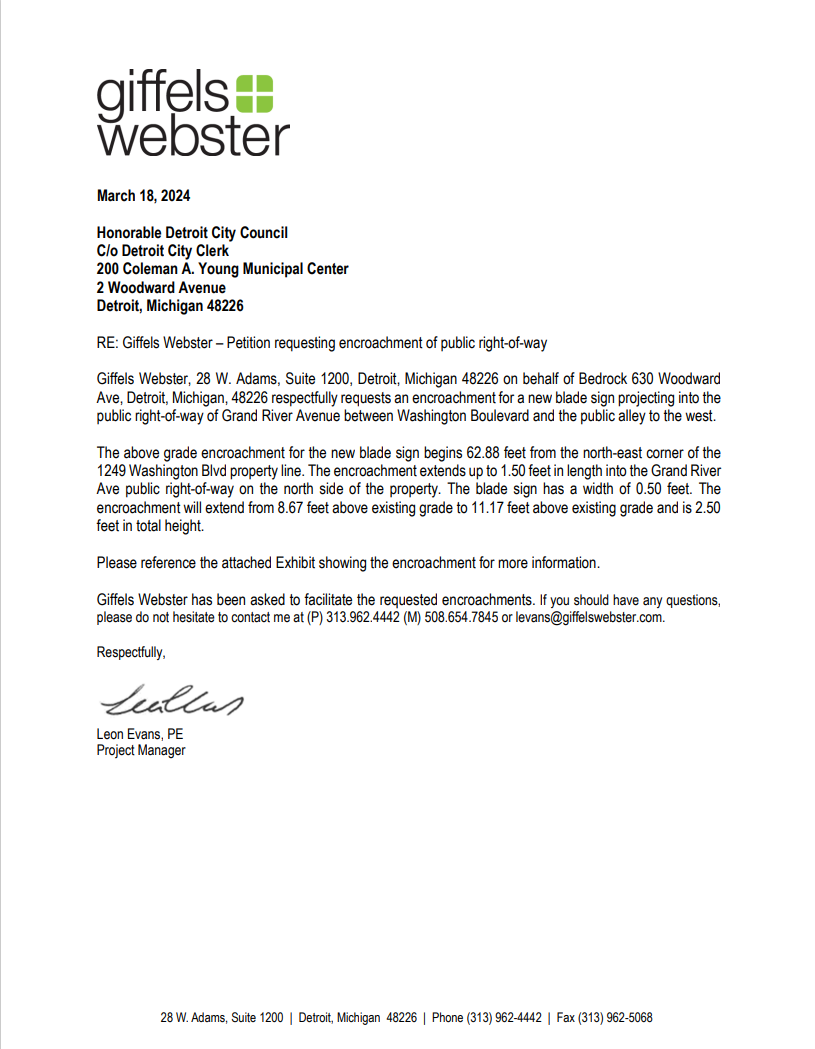 giffels
webster
March 18, 2024
Honorable Detroit City Council
C/o Detroit City Clerk
200 Coleman A. Young Municipal Center
2 Woodward Avenue
Detroit, Michigan 48226
RE: Giffels Webster – Petition requesting encroachment of public right-of-way
Giffels Webster, 28 W. Adams, Suite 1200, Detroit, Michigan 48226 on behalf of Bedrock 630 Woodward
Ave, Detroit, Michigan, 48226 respectfully requests an encroachment for a new blade sign projecting into the
public right-of-way of Grand River Avenue between Washington Boulevard and the public alley to the west.
The above grade encroachment for the new blade sign begins 62.88 feet from the north-east corner of the
1249 Washington Blvd property line. The encroachment extends up to 1.50 feet in length into the Grand River
Ave public right-of-way on the north side of the property. The blade sign has a width of 0.50 feet. The
encroachment will extend from 8.67 feet above existing grade to 11.17 feet above existing grade and is 2.50
feet in total height.
Please reference the attached Exhibit showing the encroachment for more information.
Giffels Webster has been asked to facilitate the requested encroachments. If you should have any questions,
please do not hesitate to contact me at (P) 313.962.4442 (M) 508.654.7845 or levans@giffelswebster.com.
Respectfully,
Leon Evans, PE
Project Manager
28 W. Adams, Suite 1200 | Detroit, Michigan 48226 | Phone (313) 962-4442 | Fax (313) 962-5068